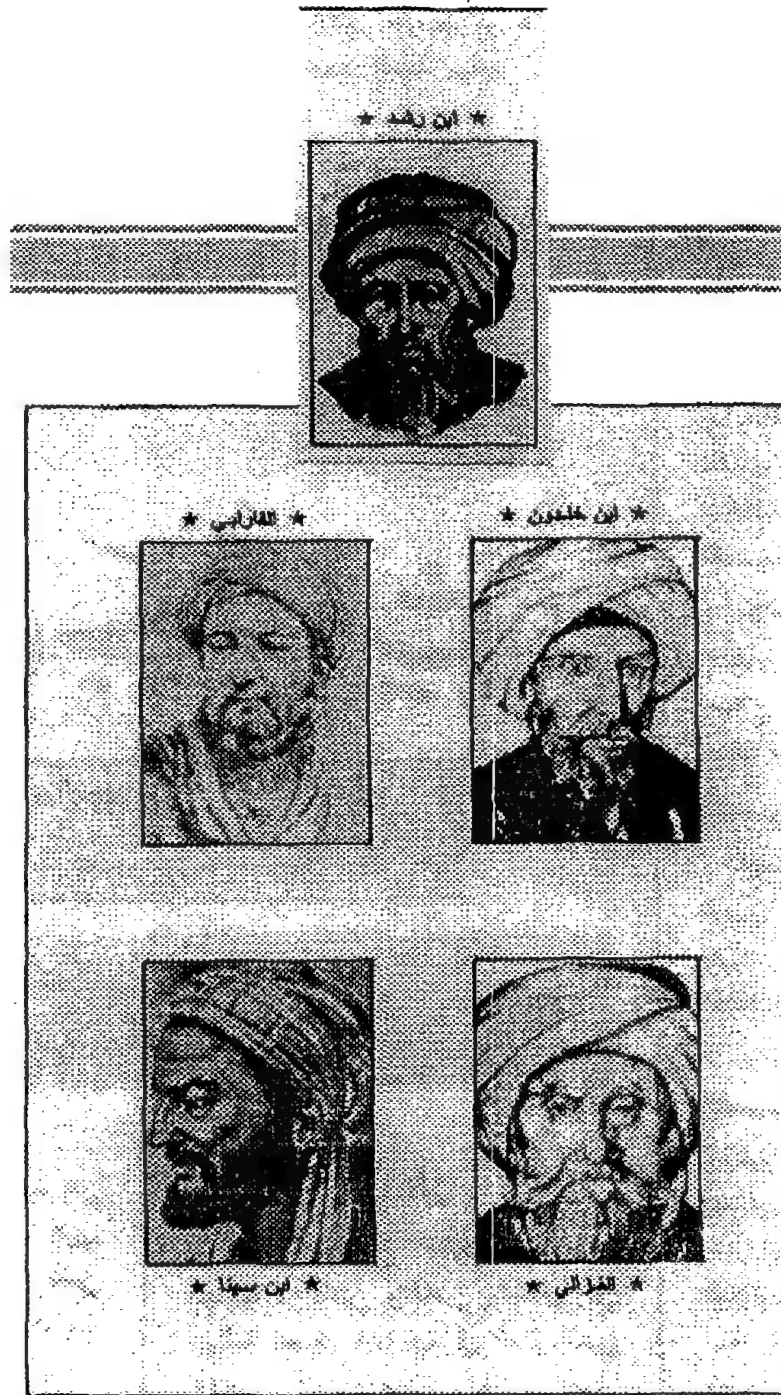 ★ ابن رشد ★
★ ابن خلدون ★
★ الفارابي ★
★ الغزالي ★
★ ابن سينا ★